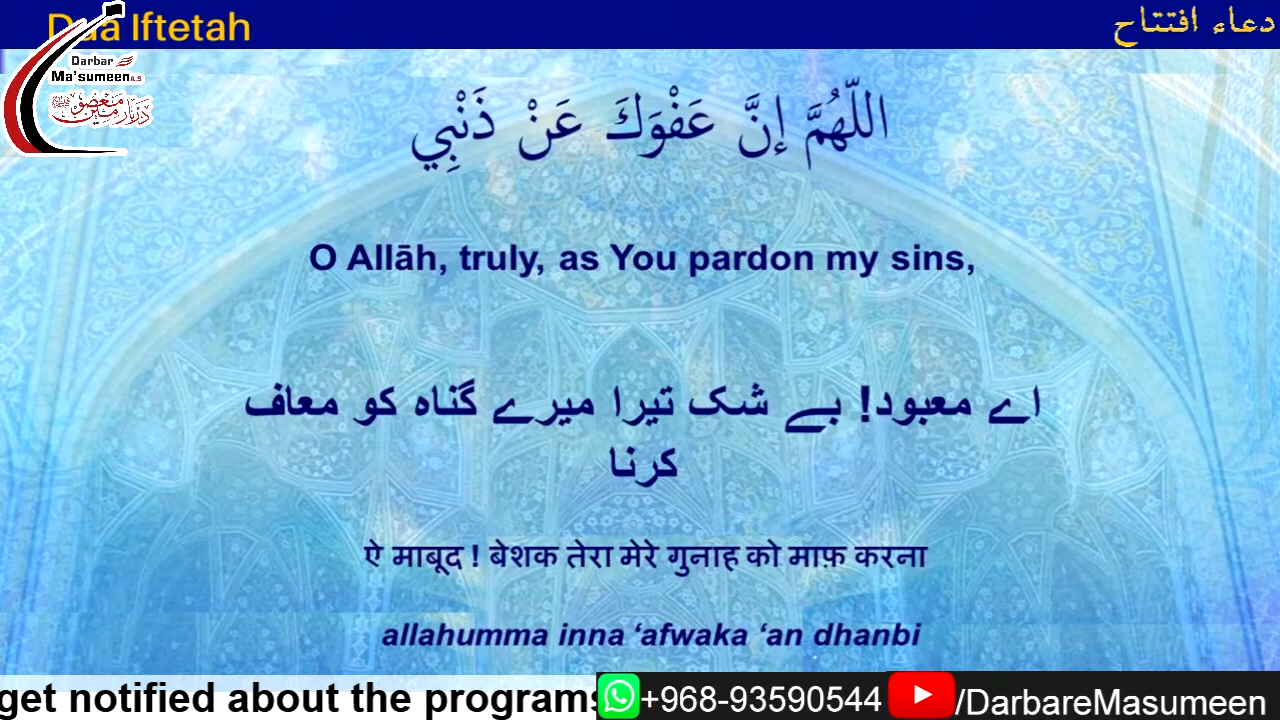 Dua Iftetah
دعاء افتتاح
Darbar
Ma'sumeen a.s
اللّهُمَّ إِنَّ عَفْوَكَ عَنْ ذَنْبِي
O Allāh, truly, as You pardon my sins,
اے معبود! بے شک تیرا میرے گناہ کو معاف
کرنا
ऐ माबूद ! बेशक तेरा मेरे गुनाह को माफ़ करना
allahumma inna ‘afwaka ‘an dhanbi
get notified about the programs
+968-93590544
/DarbareMasumeen